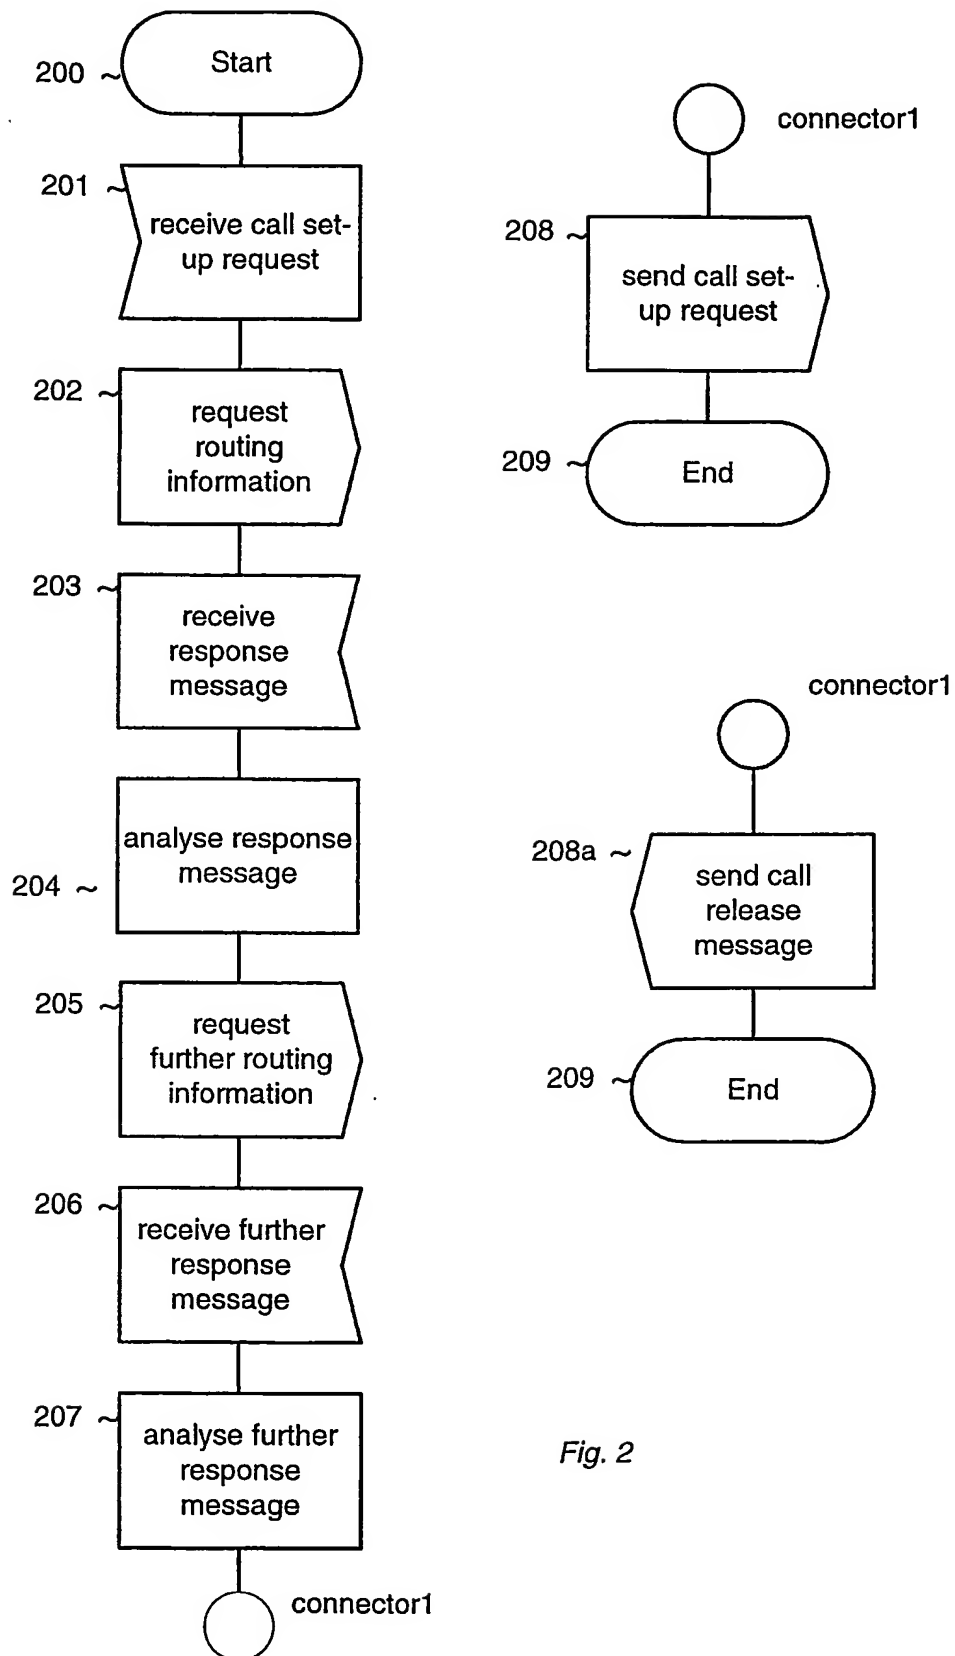 200 ~
Start
201 ~
receive call set-
up request
202 ~
request
routing
information
203 ~
receive
response
message
analyse response
message
204 ~
205 ~
request
further routing
information
206 ~
receive further
response
message
207 ~
analyse further
response
message
connector1
connector1
208 ~
send call set-
up request
209 ~
End
connector1
208a ~
send call
release
message
209 ~
End
Fig. 2